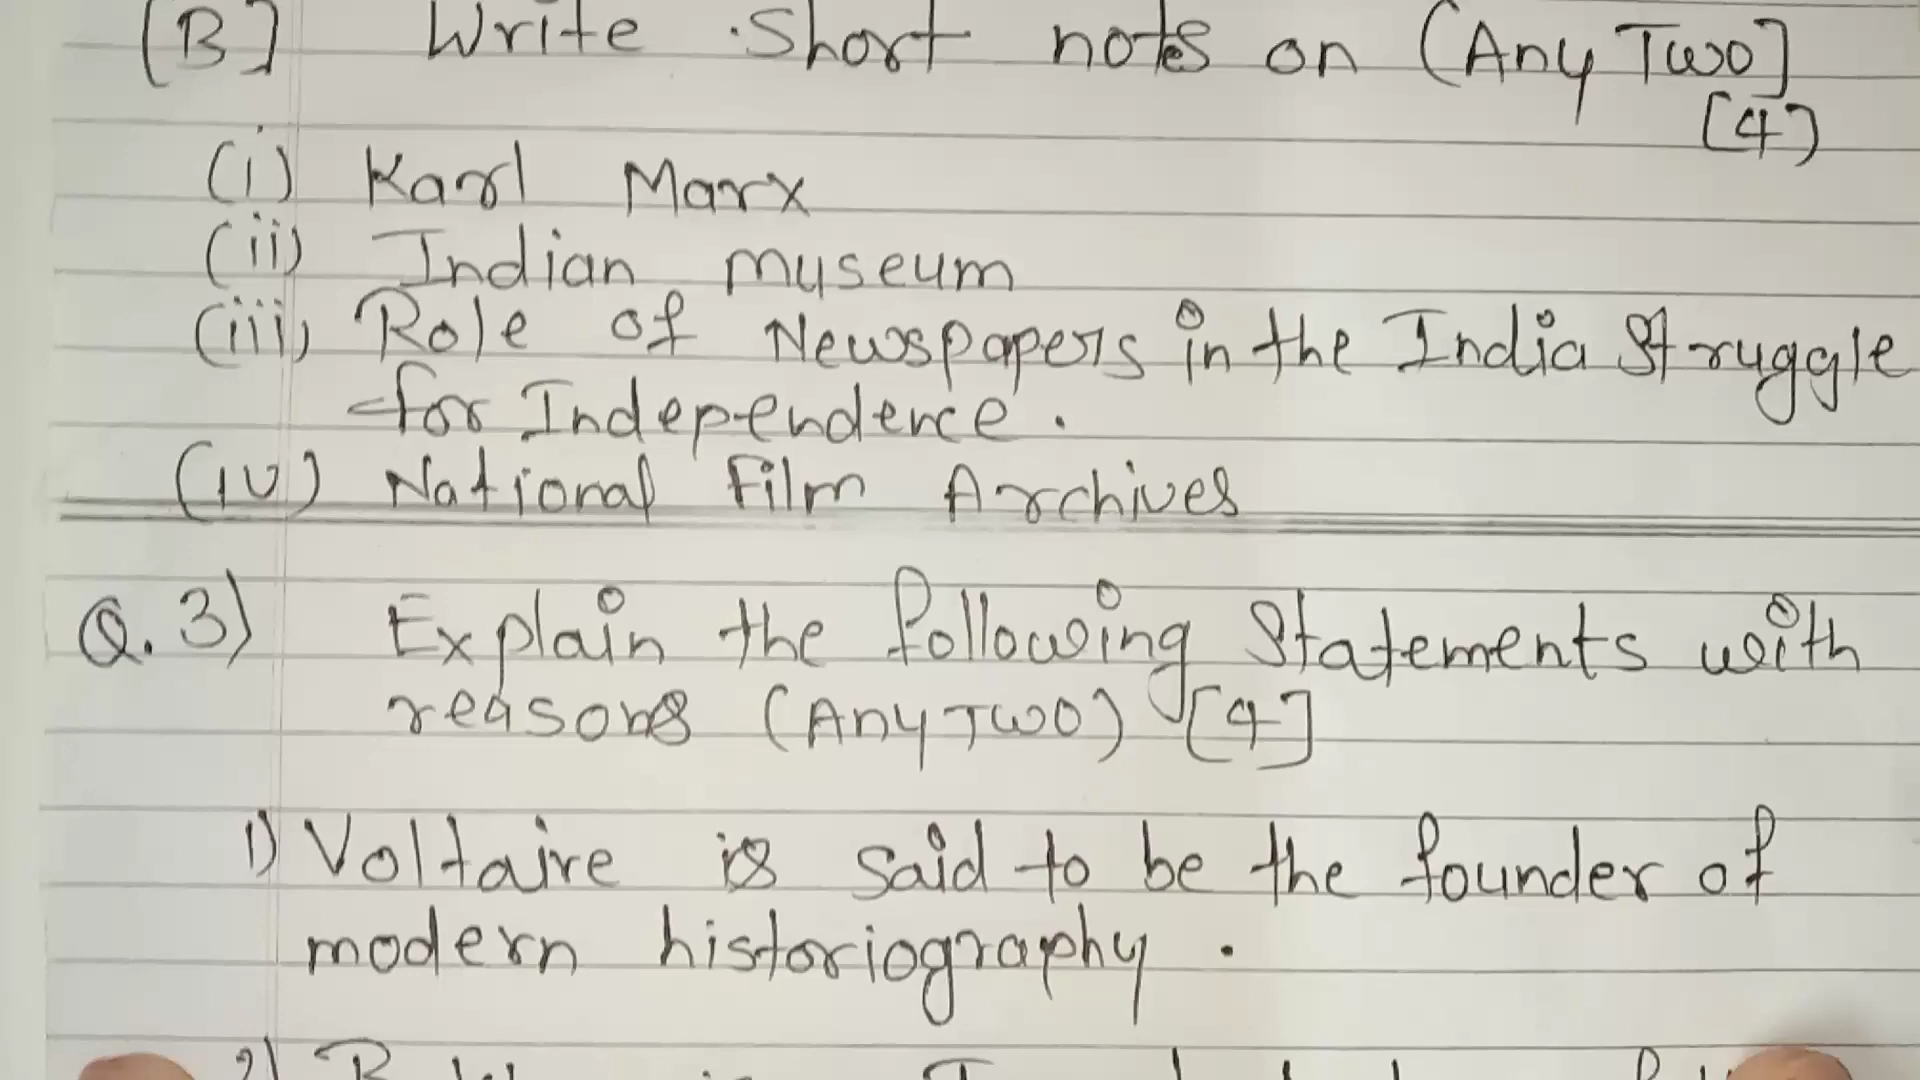 [B] Write short notes on (Any Two]
[4]
(i) Karl Marx
(ii) Indian museum
(iii) Role of Newspapers in the India Struggle
for Independence.
(iv) National Film Archives
Q. 3) Explain the following Statements with
reasons (Any Two) [4]
1) Voltaire is said to be the founder of
modern historiography.
2)